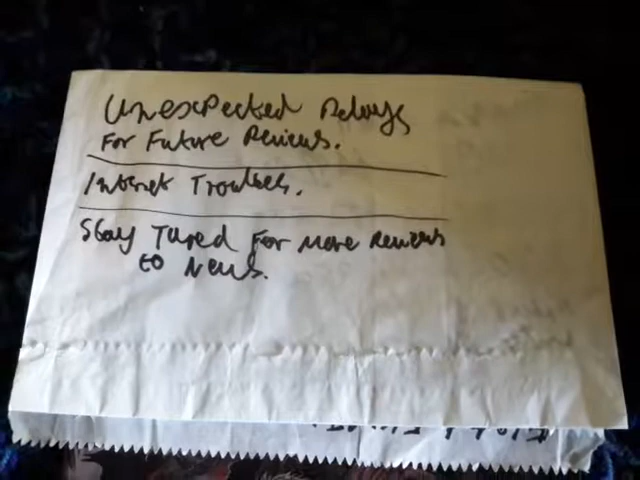 Unexpected Delays
For Future Reviews.
Internet Troubles.
Stay Tuned For More Reviews
to News.